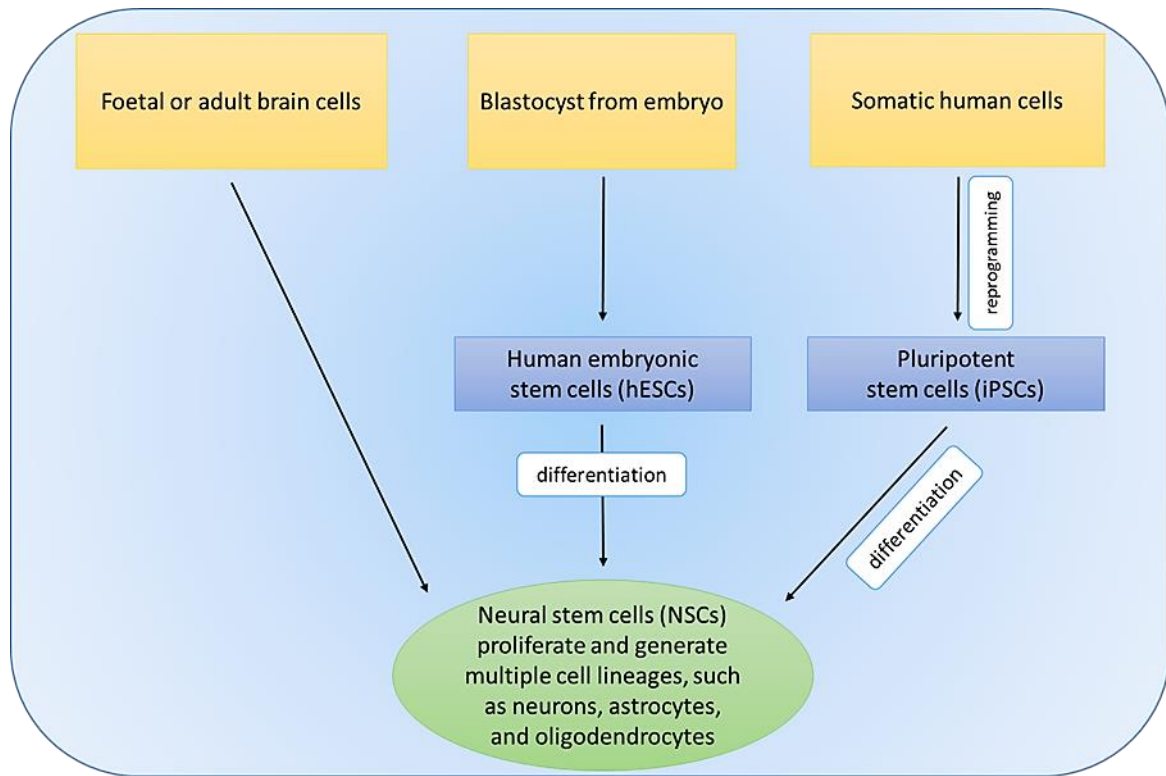 Foetal or adult brain cells
Blastocyst from embryo
Somatic human cells
reprogramming
Human embryonic
stem cells (hESCs)
Pluripotent
stem cells (iPSCs)
differentiation
differentiation
Neural stem cells (NSCs)
proliferate and generate
multiple cell lineages, such
as neurons, astrocytes,
and oligodendrocytes